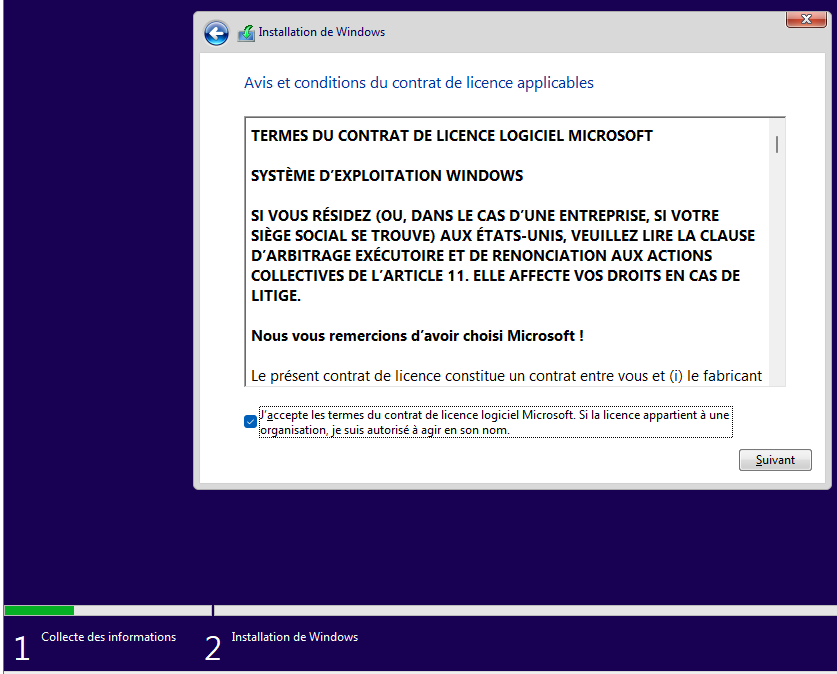 Installation de Windows
Avis et conditions du contrat de licence applicables
TERMES DU CONTRAT DE LICENCE LOGICIEL MICROSOFT
SYSTÈME D’EXPLOITATION WINDOWS
SI VOUS RÉSIDEZ (OU, DANS LE CAS D’UNE ENTREPRISE, SI VOTRE
SIÈGE SOCIAL SE TROUVE) AUX ÉTATS-UNIS, VEUILLEZ LIRE LA CLAUSE
D’ARBITRAGE EXÉCUTOIRE ET DE RENONCIATION AUX ACTIONS
COLLECTIVES DE L’ARTICLE 11. ELLE AFFECTE VOS DROITS EN CAS DE
LITIGE.
Nous vous remercions d’avoir choisi Microsoft !
Le présent contrat de licence constitue un contrat entre vous et (i) le fabricant
J’accepte les termes du contrat de licence logiciel Microsoft. Si la licence appartient à une
organisation, je suis autorisé à agir en son nom.
Suivant
1 Collecte des informations
2 Installation de Windows